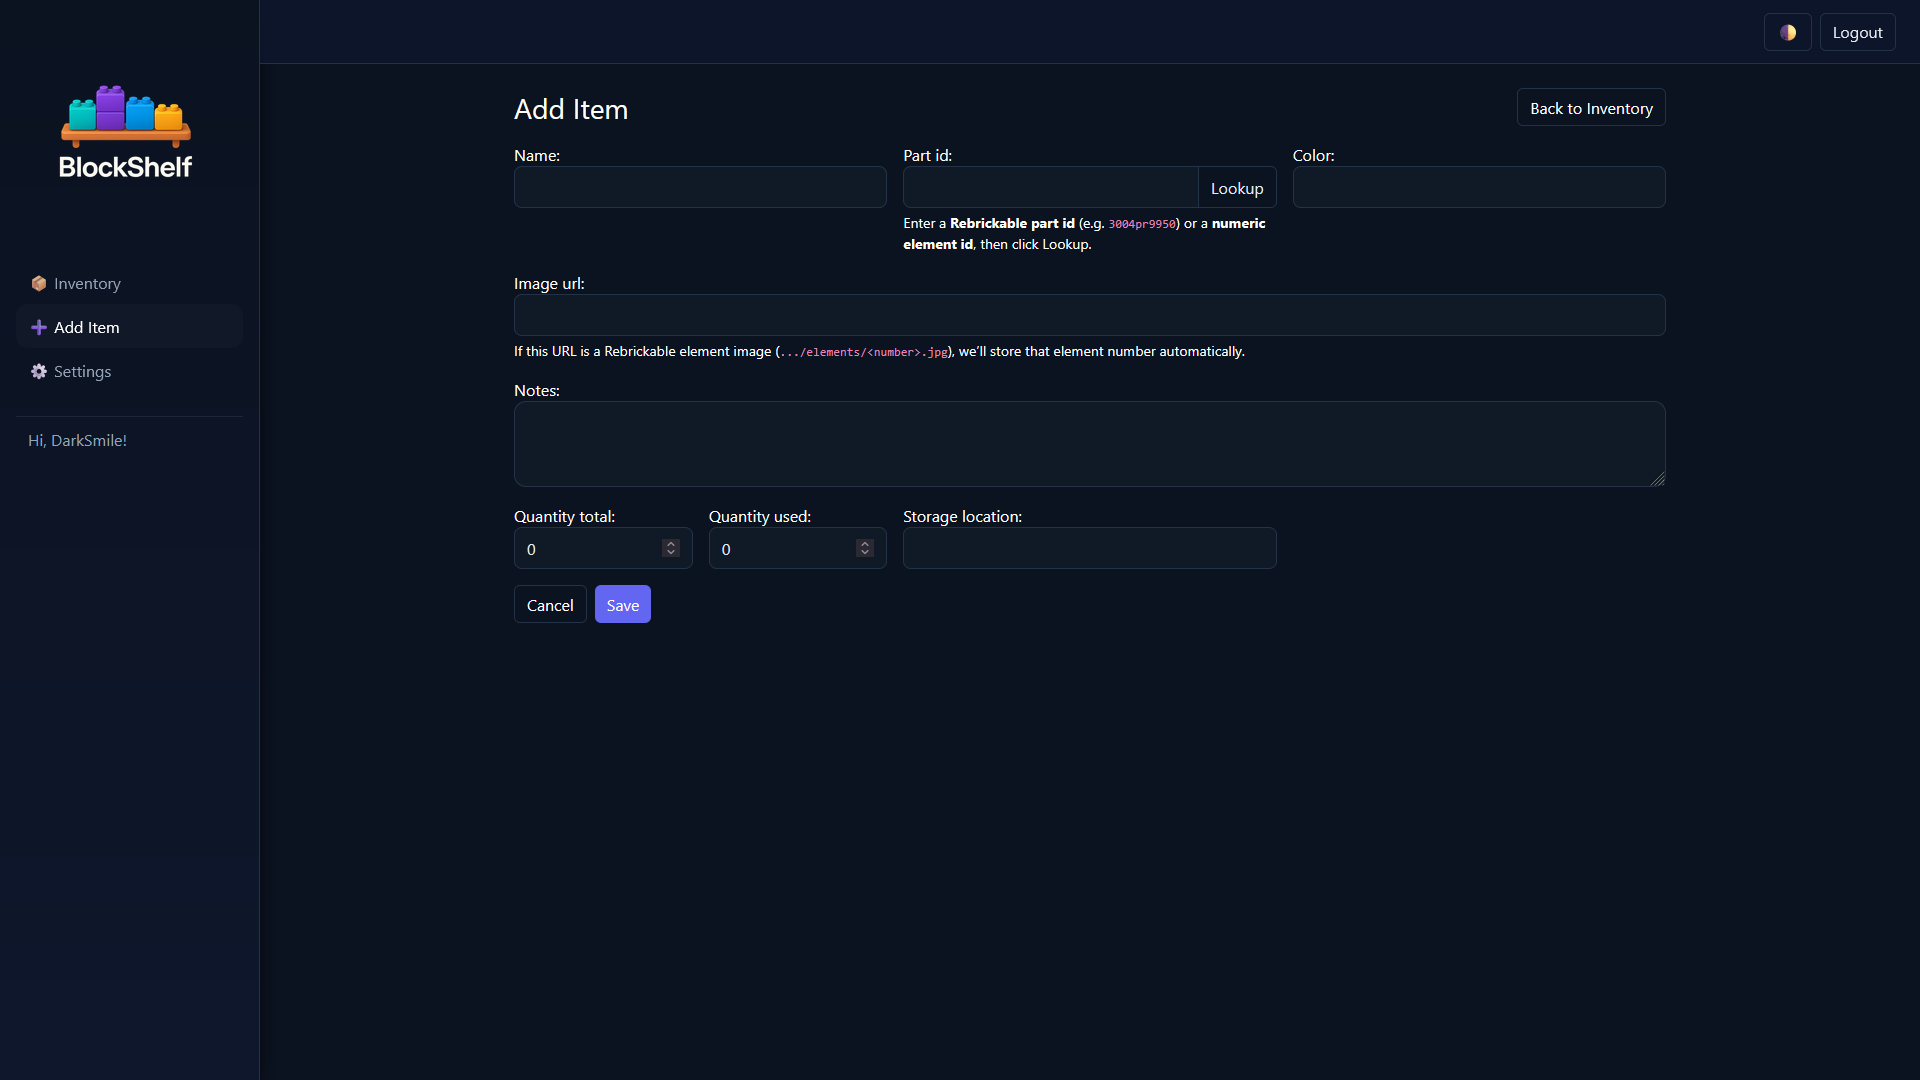 Logout
BlockShelf
Inventory
Add Item
Settings
Hi, DarkSmile!
Add Item
Back to Inventory
Name:
Part id:
Lookup
Enter a Rebrickable part id (e.g. 3004pr9950) or a numeric
element id, then click Lookup.
Color:
Image url:
If this URL is a Rebrickable element image (.../elements/<number>.jpg), we’ll store that element number automatically.
Notes:
Quantity total:
0
Quantity used:
0
Storage location:
Cancel
Save